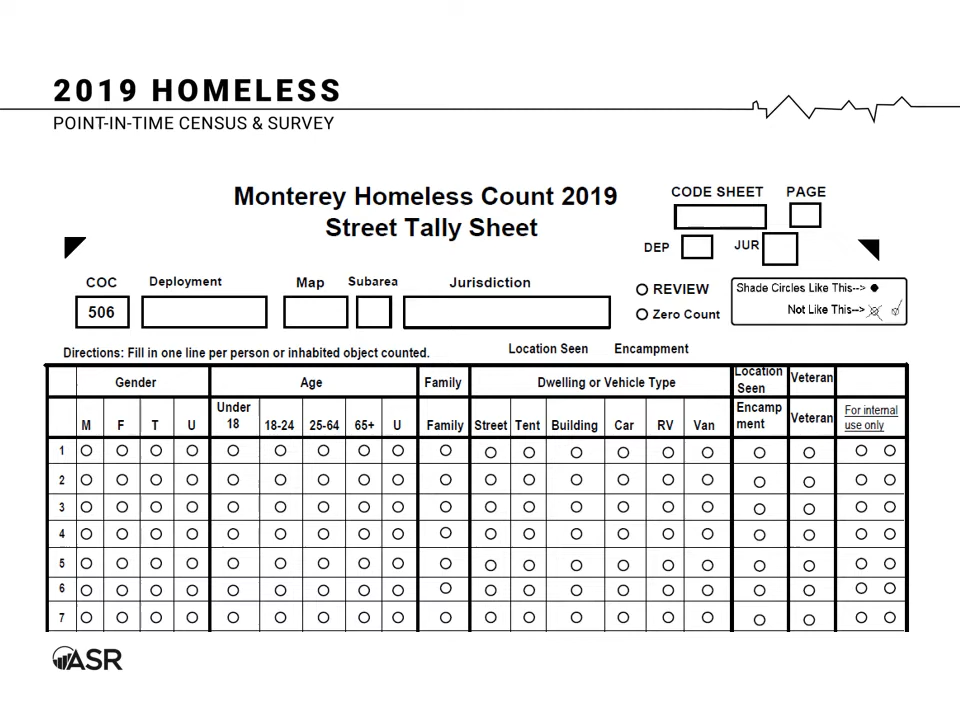 2019 HOMELESS
POINT-IN-TIME CENSUS & SURVEY
Monterey Homeless Count 2019
Street Tally Sheet
CODE SHEET PAGE
DEP JUR
COC Deployment Map Subarea Jurisdiction
506
REVIEW
Zero Count
Shade Circles Like This-->
Not Like This-->
Directions: Fill in one line per person or inhabited object counted.
Location Seen Encampment
Gender Age Family Dwelling or Vehicle Type Location Seen Veteran
M F T U Under 18 18-24 25-64 65+ U Family Street Tent Building Car RV Van Encamp ment Veteran For internal use only
1
2
3
4
5
6
7
ASR